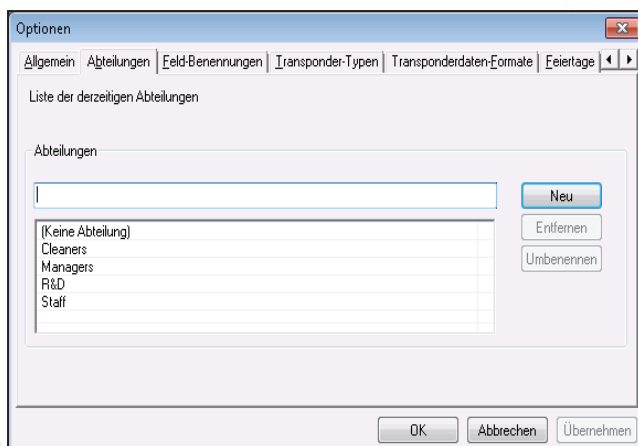 Optionen
Allgemein Abteilungen Feld-Benennungen Transponder-Typen Transponderdaten-Formate Feiertage
Liste der derzeitigen Abteilungen
Abteilungen
Neu
(Keine Abteilung)
Entfernen
Cleaners
Managers
Umbenennen
R&D
Staff
OK Abbrechen Übernehmen